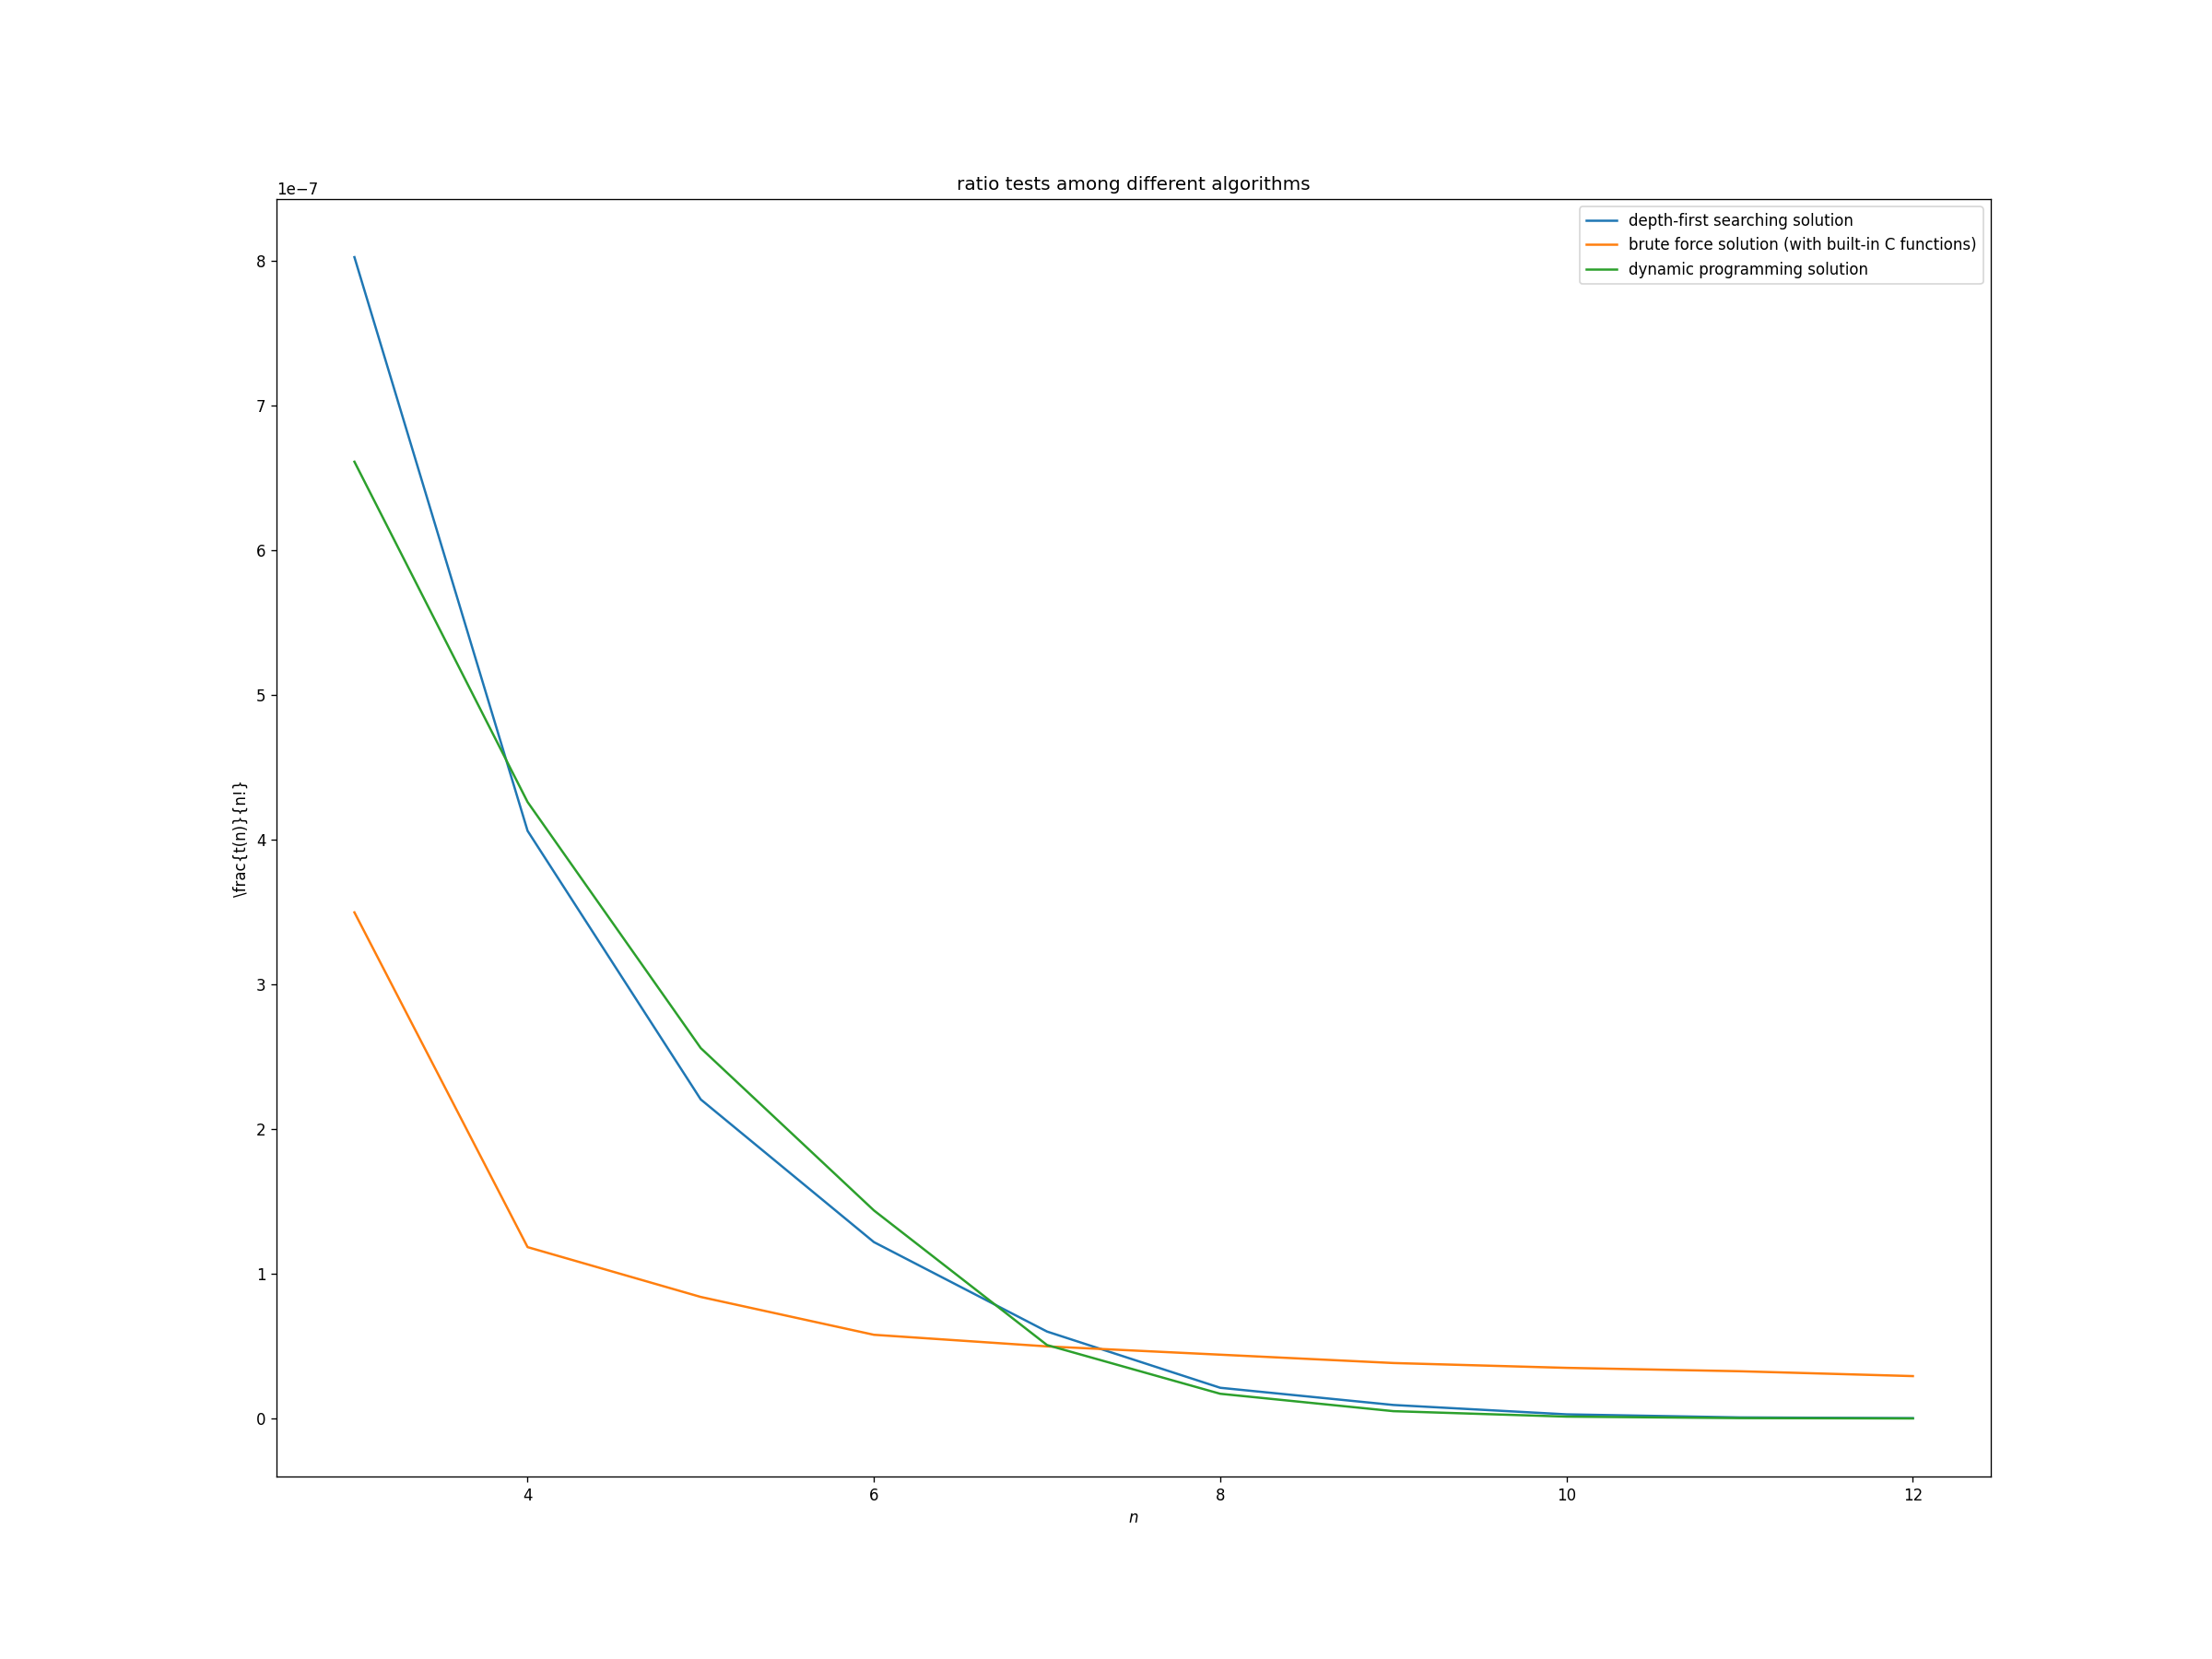 ratio tests among different algorithms
1e−7
depth-first searching solution
brute force solution (with built-in C functions)
dynamic programming solution
8
7
6
5
4
3
2
1
0
\frac{t(n)}{n!}
4
6
8
10
12
n